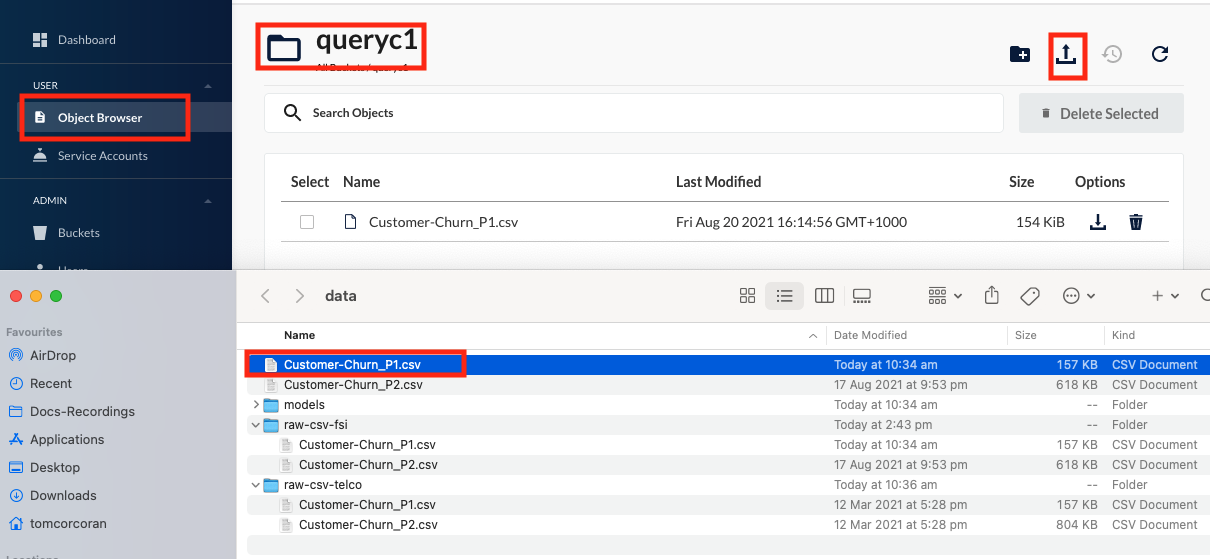 Dashboard
USER
Object Browser
Service Accounts
ADMIN
Buckets
Users
queryc1
All Buckets/queryc1
Search Objects
Delete Selected
Select Name Last Modified Size Options
Customer-Churn_P1.csv Fri Aug 20 2021 16:14:56 GMT+1000 154 KiB
Favourites
AirDrop
Recent
Docs-Recordings
Applications
Desktop
Downloads
tomcorcoran
Locations
data
Name Date Modified Size Kind
Customer-Churn_P1.csv Today at 10:34 am 157 KB CSV Document
Customer-Churn_P2.csv 17 Aug 2021 at 9:53 pm 618 KB CSV Document
models Today at 10:34 am -- Folder
raw-csv-fsi Today at 2:43 pm -- Folder
Customer-Churn_P1.csv Today at 10:34 am 157 KB CSV Document
Customer-Churn_P2.csv 17 Aug 2021 at 9:53 pm 618 KB CSV Document
raw-csv-telco Today at 10:36 am -- Folder
Customer-Churn_P1.csv 12 Mar 2021 at 5:28 pm 157 KB CSV Document
Customer-Churn_P2.csv 12 Mar 2021 at 5:28 pm 804 KB CSV Document